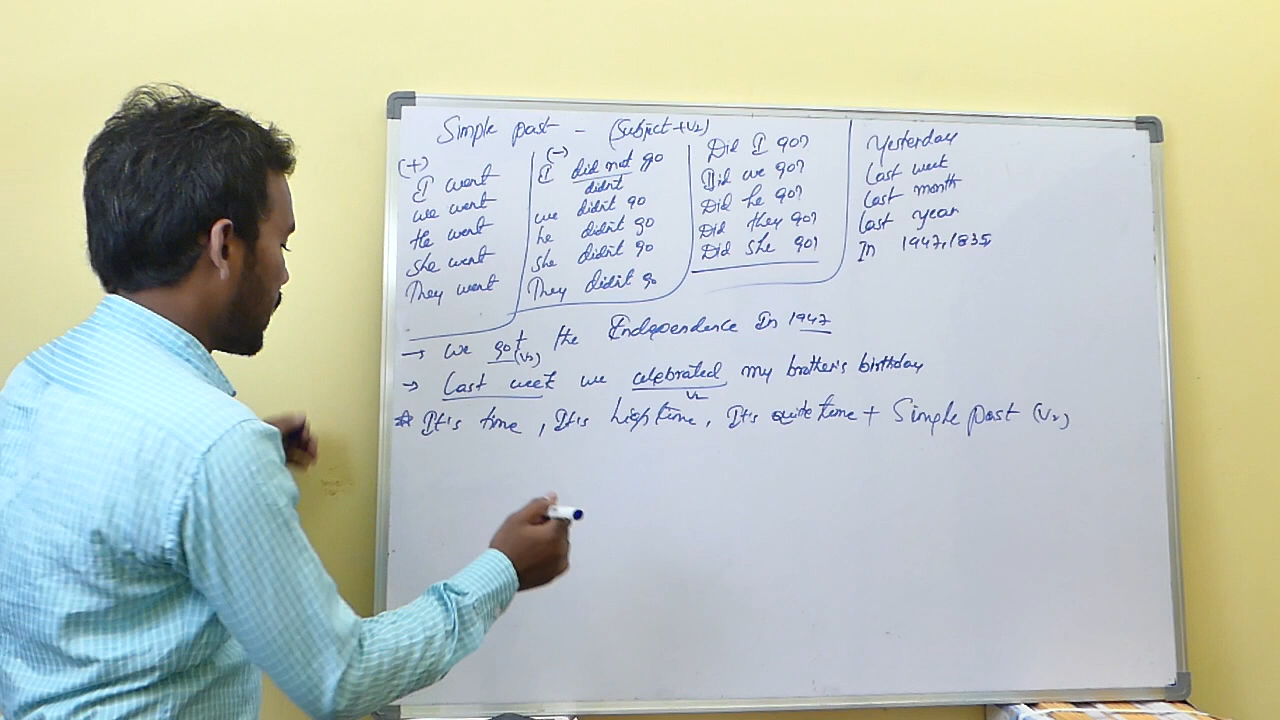 Simple past - (Subject+V2)
(+)
I went
we went
He went
She went
They went
(-)
I did not go
didn't
we didn't go
he didn't go
She didn't go
They didn't go
Did I go?
Did we go?
Did he go?
Did they go?
Did she go?
Yesterday
Last week
Last month
Last year
In 1947,1835,
→ we got the Independence In 1947
(V2)
→ Last week we celebrated my brother's birthday
V2
* It's time, It's high time, It's quite time + Simple past (V2)